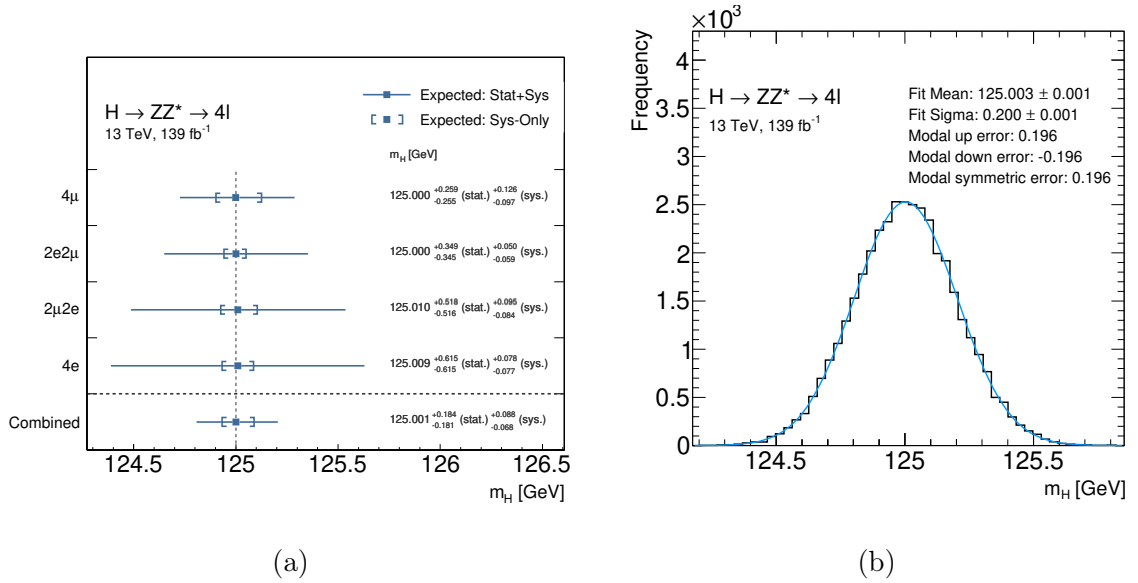 H → ZZ* → 4l
13 TeV, 139 fb⁻¹
Expected: Stat+Sys
Expected: Sys-Only
m_H [GeV]
4μ 125.000 +0.259 -0.255 (stat.) +0.126 -0.097 (sys.)
2e2μ 125.000 +0.349 -0.345 (stat.) +0.050 -0.059 (sys.)
2μ2e 125.010 +0.518 -0.516 (stat.) +0.095 -0.084 (sys.)
4e 125.009 +0.615 -0.615 (stat.) +0.078 -0.077 (sys.)
Combined 125.001 +0.184 -0.181 (stat.) +0.088 -0.068 (sys.)
124.5 125 125.5 126 126.5
m_H [GeV]
(a)
×10³
Frequency
H → ZZ* → 4l
13 TeV, 139 fb⁻¹
Fit Mean: 125.003 ± 0.001
Fit Sigma: 0.200 ± 0.001
Modal up error: 0.196
Modal down error: -0.196
Modal symmetric error: 0.196
4
3.5
3
2.5
2
1.5
1
0.5
0
124.5 125 125.5
m_H [GeV]
(b)